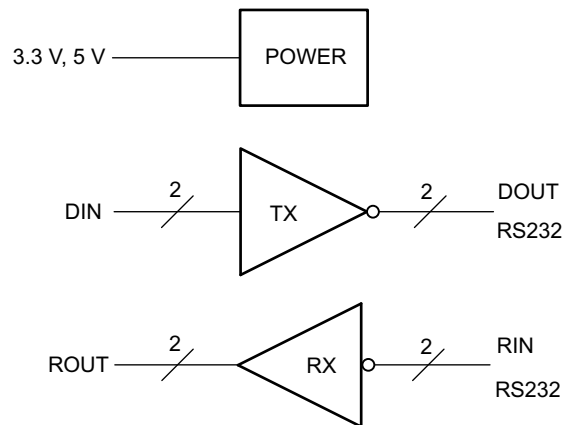 3.3 V, 5 V
POWER
DIN
2
TX
2
DOUT
RS232
ROUT
2
RX
2
RIN
RS232